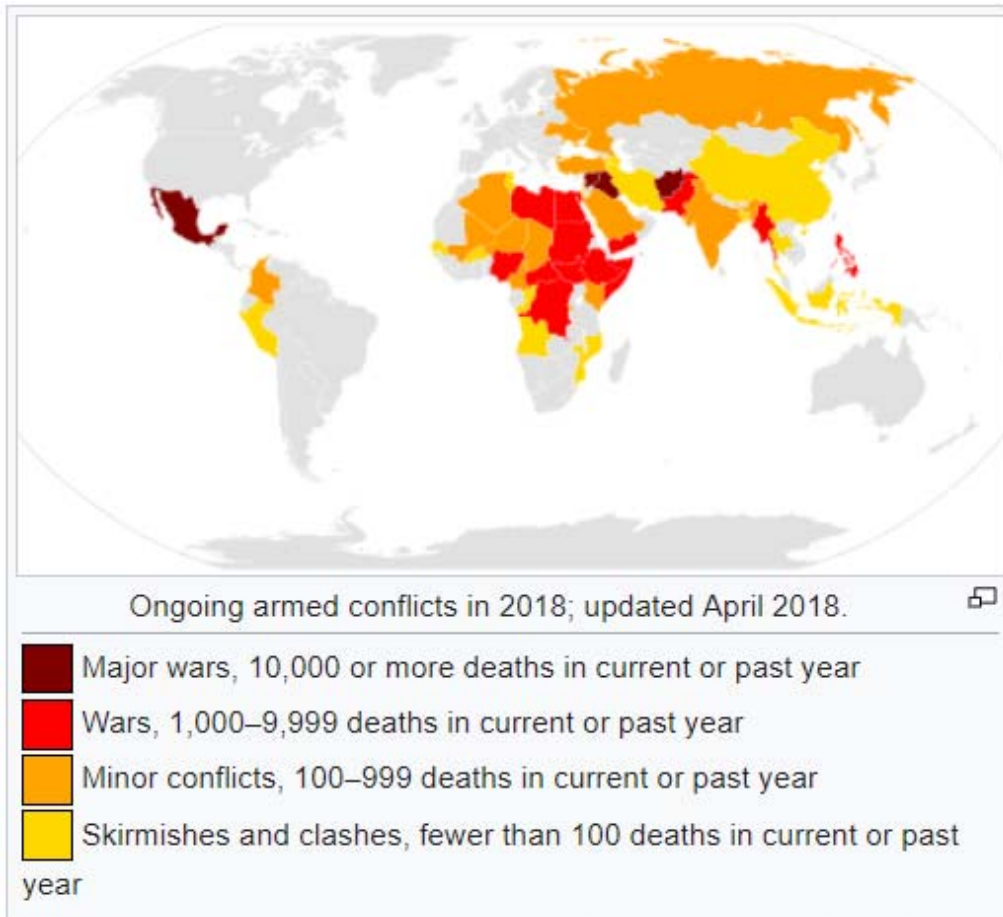 Ongoing armed conflicts in 2018; updated April 2018.
Major wars, 10,000 or more deaths in current or past year
Wars, 1,000–9,999 deaths in current or past year
Minor conflicts, 100–999 deaths in current or past year
Skirmishes and clashes, fewer than 100 deaths in current or past
year